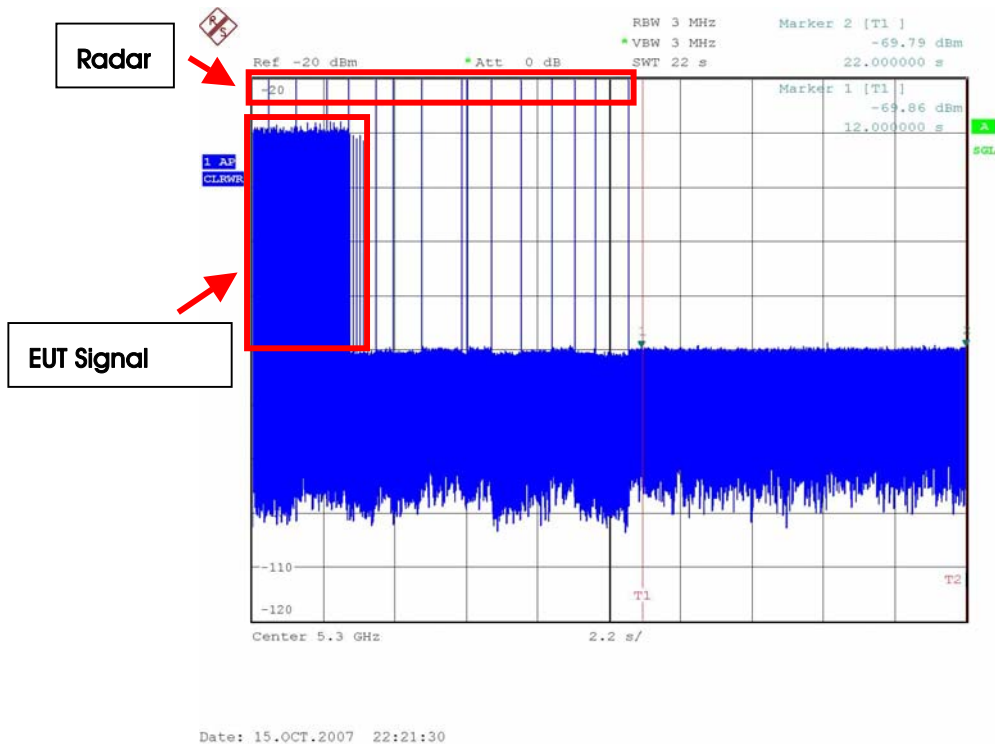 R S
RBW 3 MHz
Marker 2 [T1 ]
*VBW 3 MHz
-69.79 dBm
Ref -20 dBm
*Att 0 dB
SWT 22 s
22.000000 s
Radar
-20
Marker 1 [T1 ]
-69.86 dBm
12.000000 s
A
SGL
1 AP
CLRWR
EUT Signal
1
2
-110
-120
T1
T2
Center 5.3 GHz
2.2 s/
Date: 15.OCT.2007 22:21:30